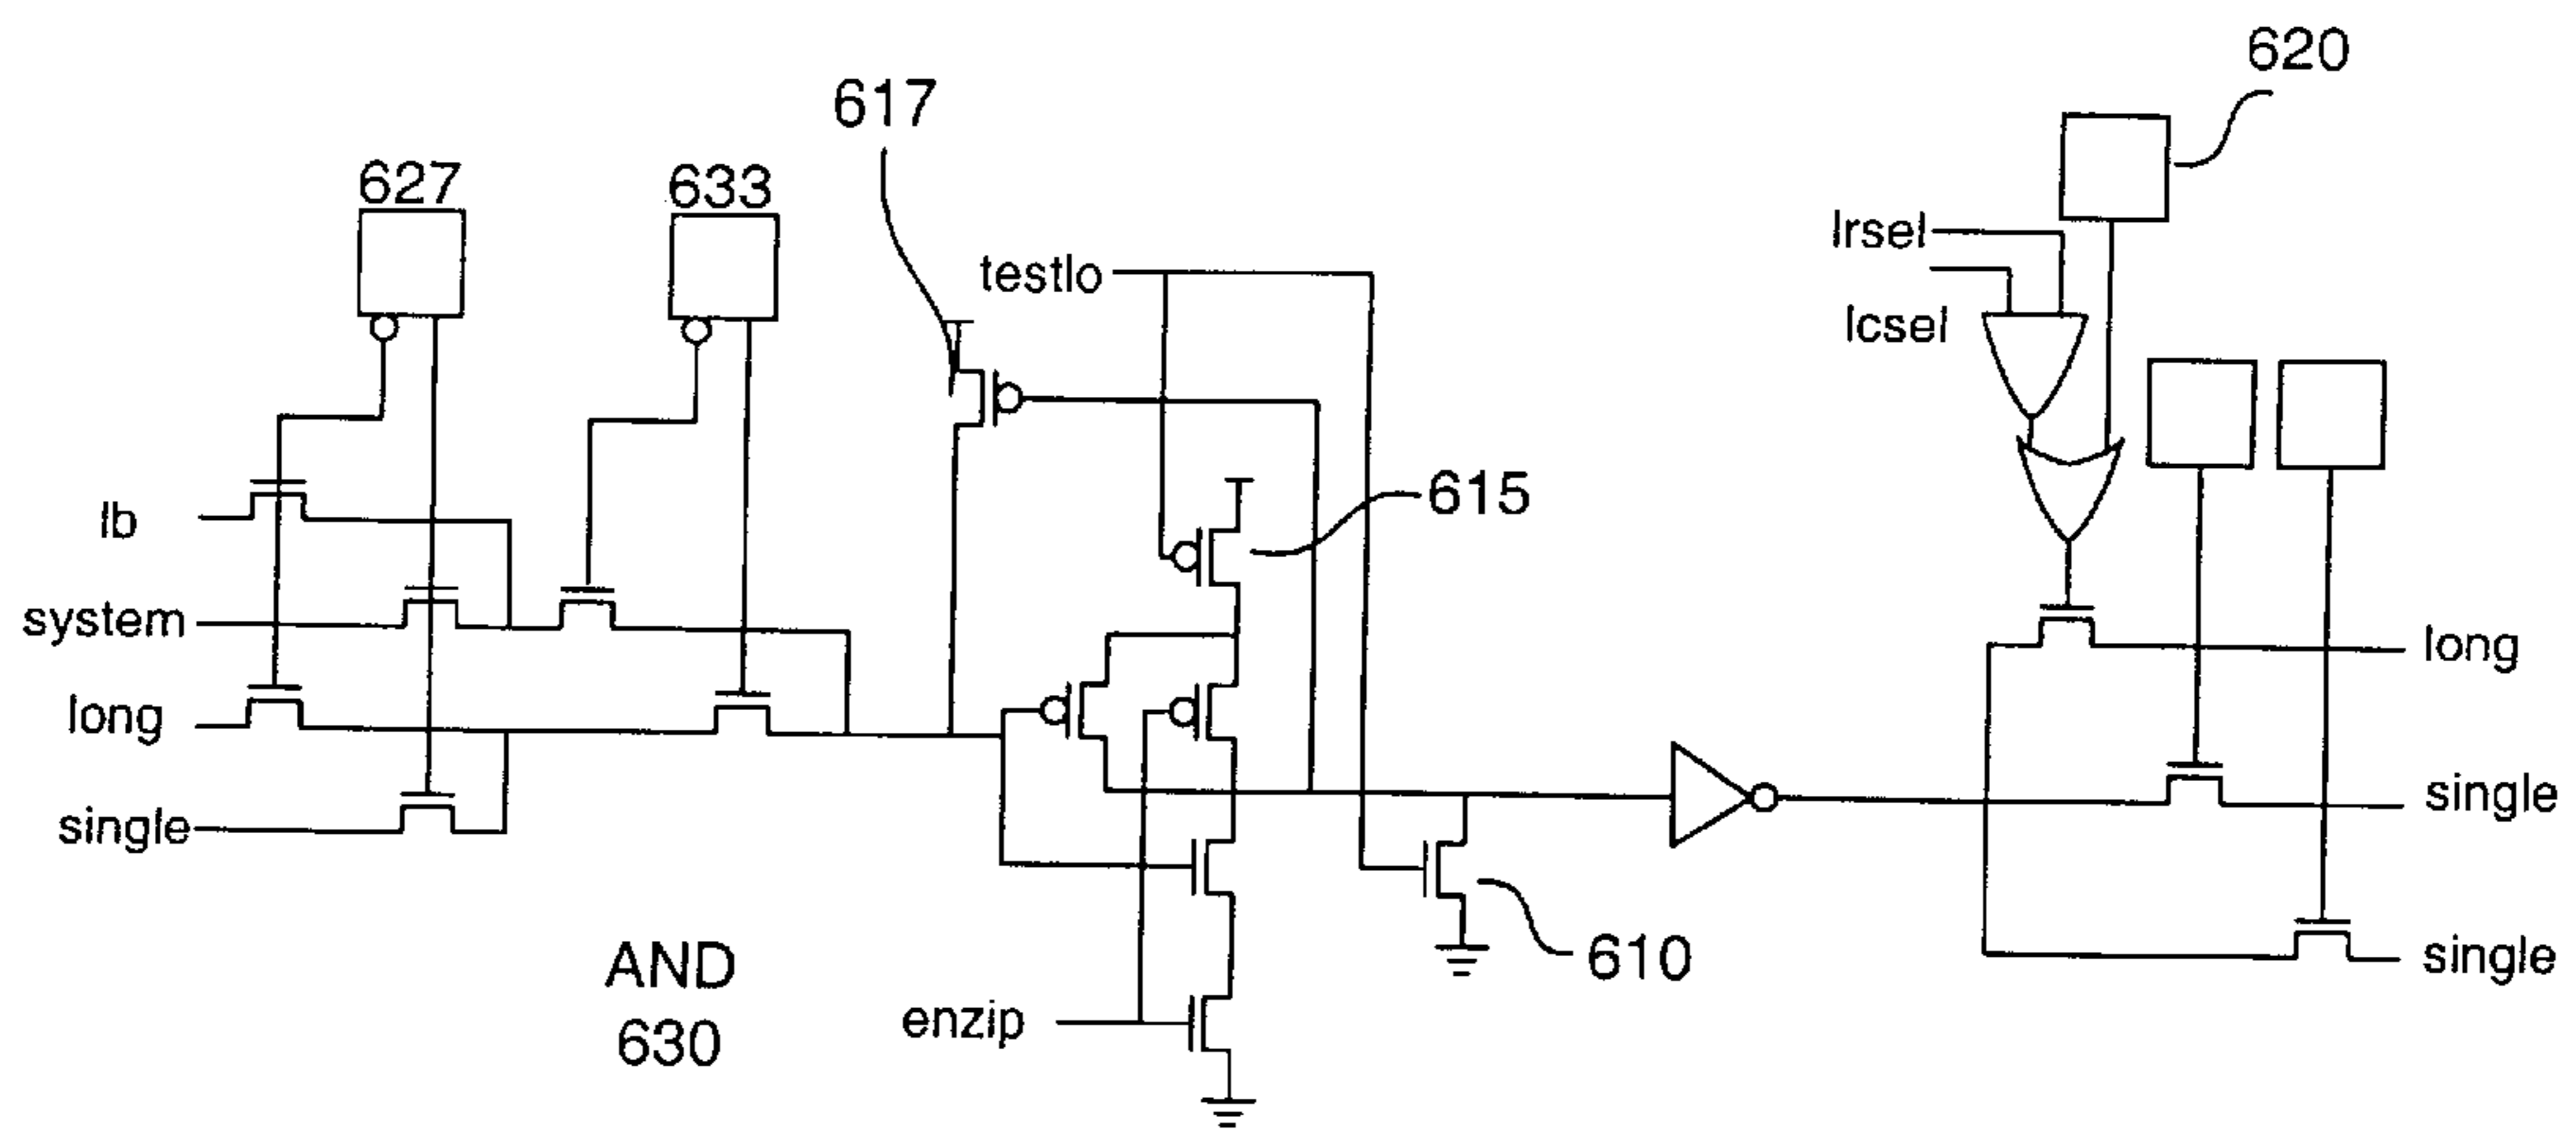 620
617
627
633
lrsel
testlo
lcsel
615
lb
system
long
long
single
single
AND
630
610
single
enzip